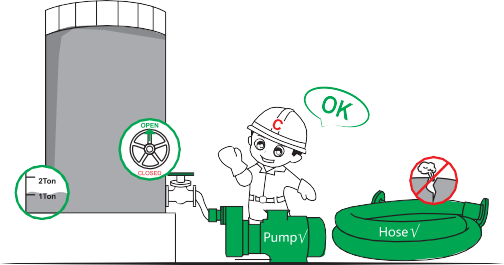 OPEN
CLOSED
2Ton
1Ton
C
OK
Pump√
Hose√